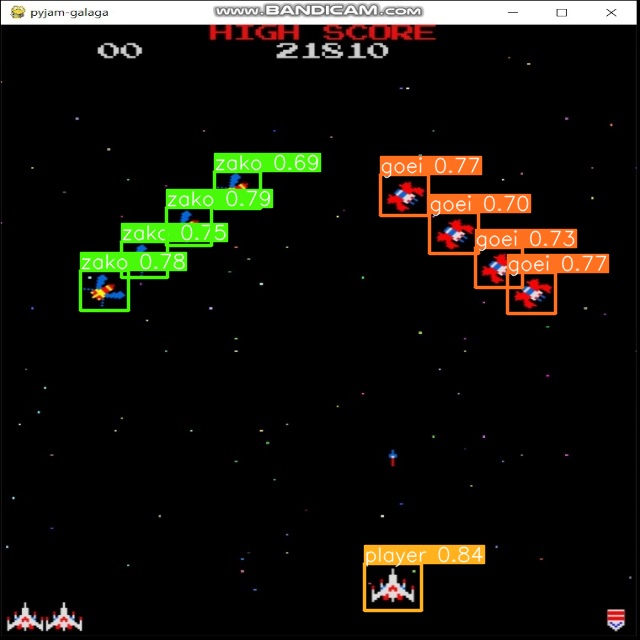 pyjam-galaga
www.BANDICAM.com
HIGH SCORE
00 21810
zako 0.69
goei 0.77
zako 0.79
goei 0.70
zako 0.75
goei 0.73
zako 0.78
goei 0.77
player 0.84